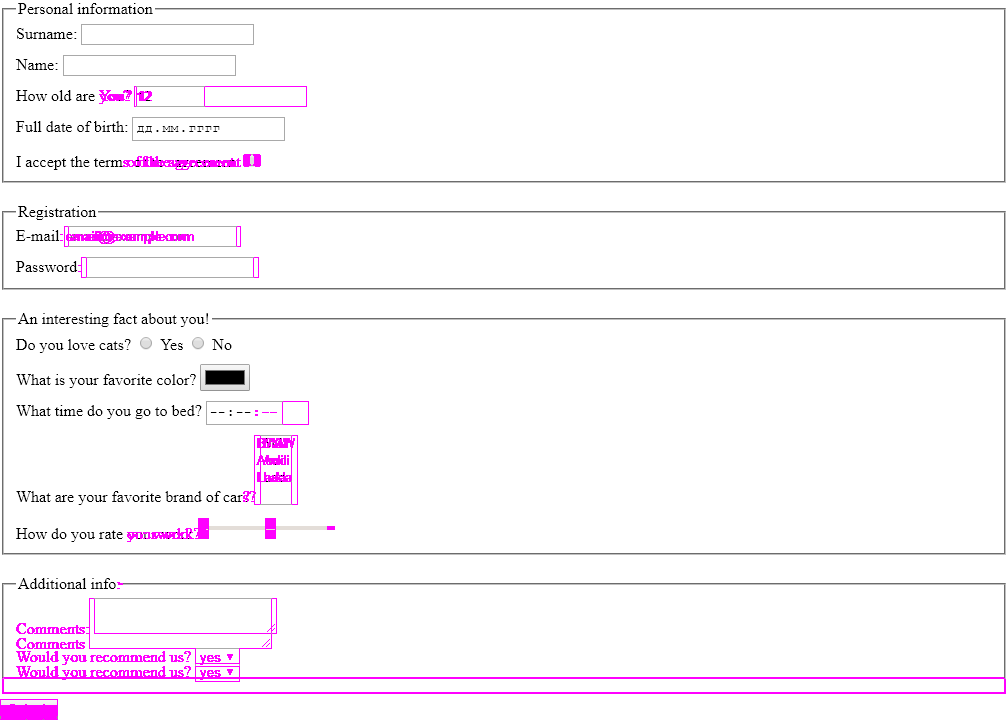 Personal information
Surname:
Name:
How old are You? 12
Full date of birth: дд.мм.гггг
I accept the terms of the agreement
Registration
E-mail: email@example.com
Password:
An interesting fact about you!
Do you love cats? Yes No
What is your favorite color?
What time do you go to bed? --:--:--
BMW
Audi
Lada
What are your favorite brand of cars?
How do you rate our work?
Additional info:
Comments:
Comments
Would you recommend us? yes
Would you recommend us? yes